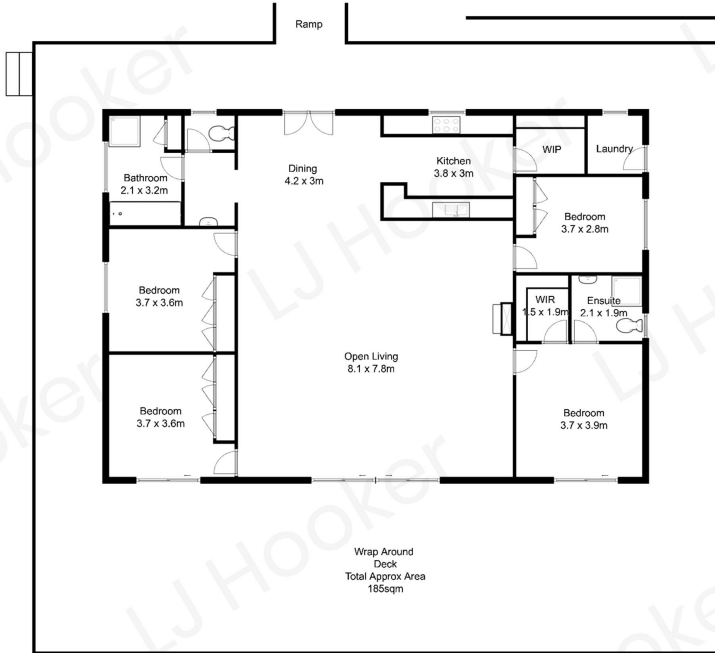 Ramp
WIP
Laundry
Kitchen
3.8 x 3m
Dining
4.2 x 3m
Bathroom
2.1 x 3.2m
Bedroom
3.7 x 2.8m
Bedroom
3.7 x 3.6m
WIR
1.5 x 1.9m
Ensuite
2.1 x 1.9m
Open Living
8.1 x 7.8m
Bedroom
3.7 x 3.6m
Bedroom
3.7 x 3.9m
Wrap Around
Deck
Total Approx Area
185sqm
LJ Hooker
LJ Hooker